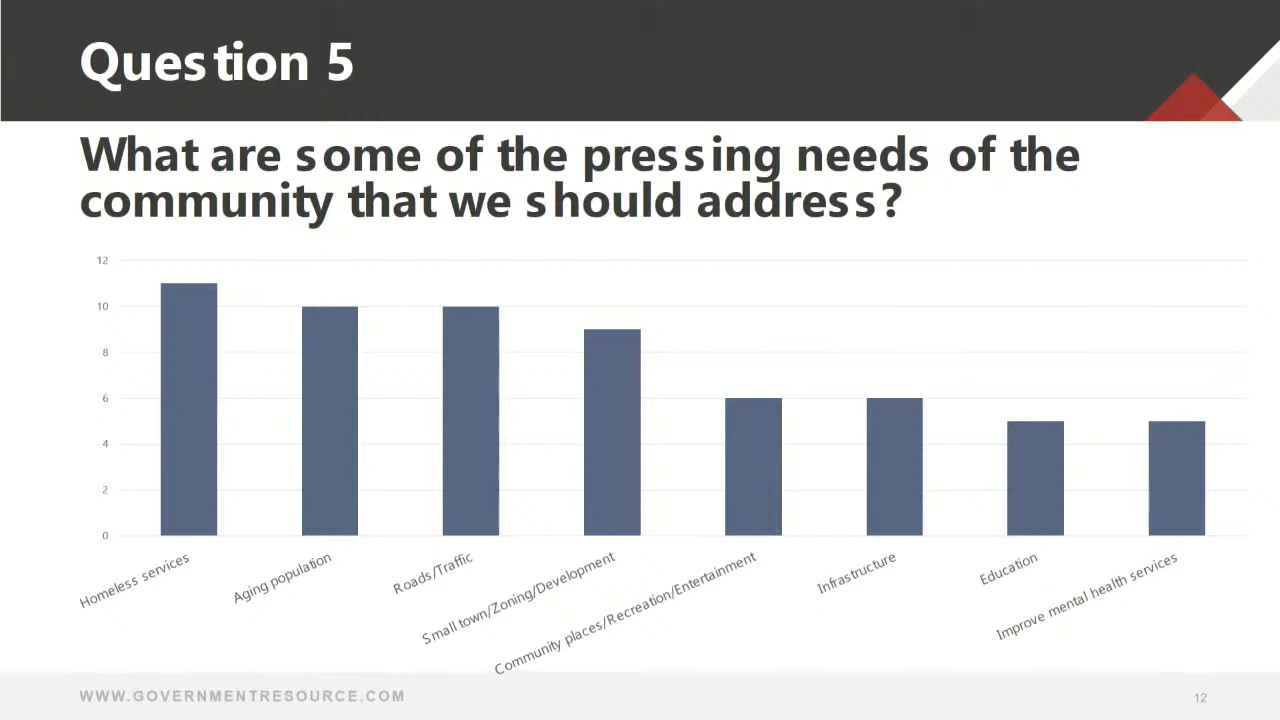 Question 5
What are some of the pressing needs of the
community that we should address?
12
10
8
6
4
2
0
Homeless services
Aging population
Roads/Traffic
Small town/Zoning/Development
Community places/Recreation/Entertainment
Infrastructure
Education
Improve mental health services
WWW.GOVERNMENTRESOURCE.COM
12